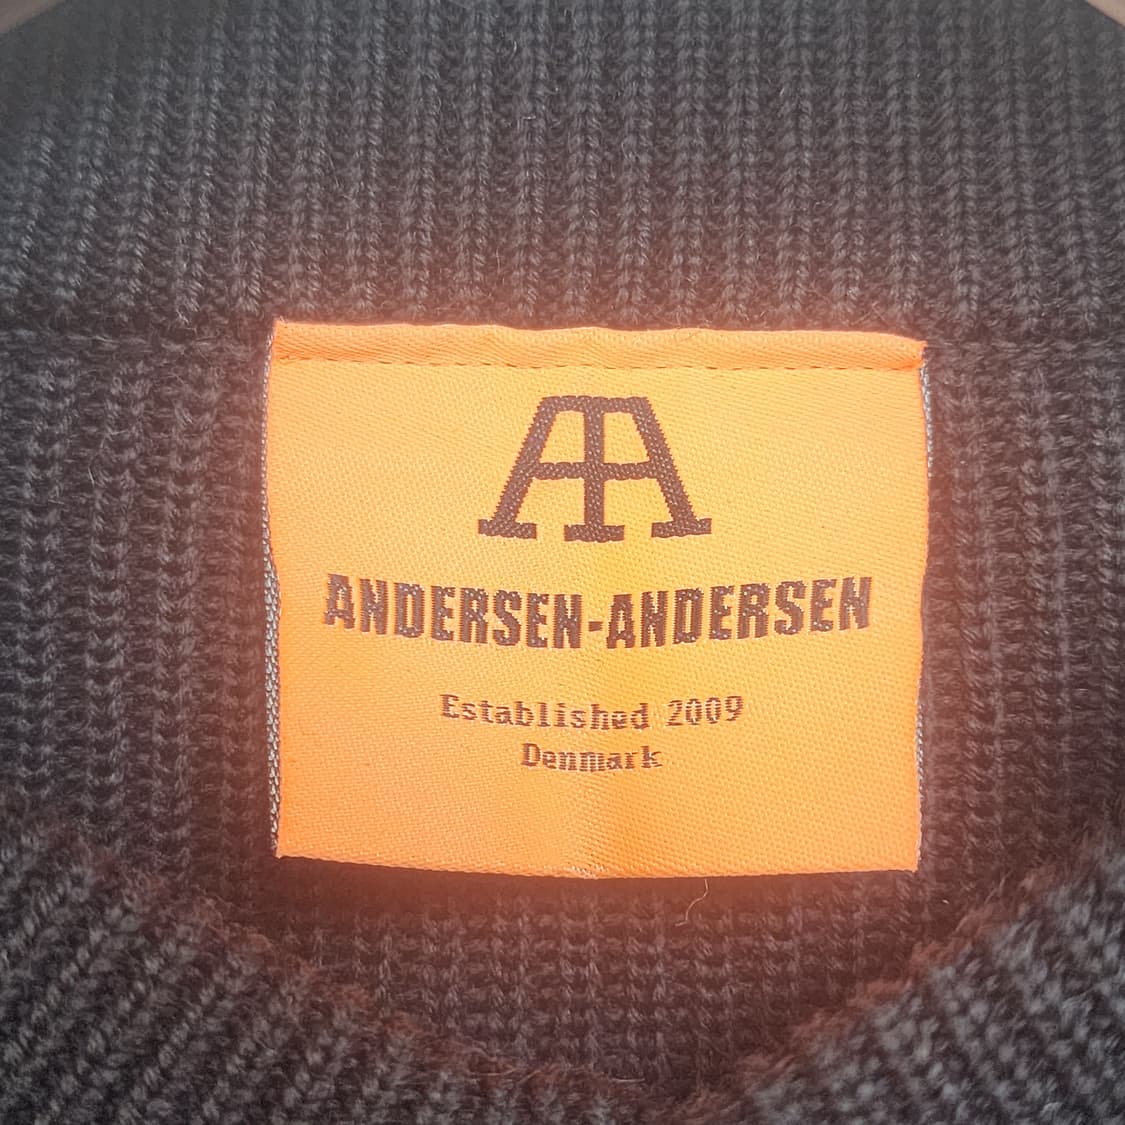 ANDERSEN-ANDERSEN
Established 2009
Denmark